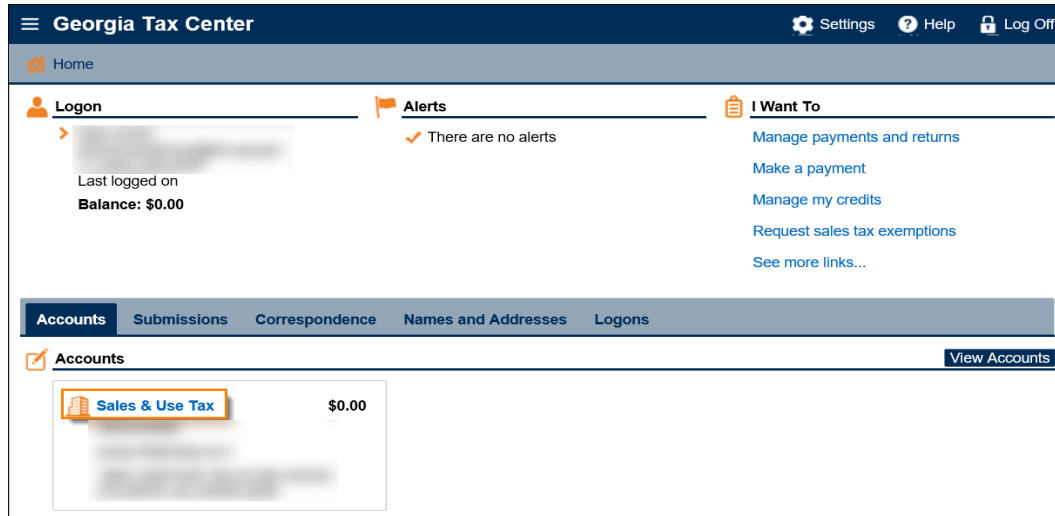 Georgia Tax Center
Settings
Help
Log Off
Home
Logon
Last logged on
Balance: $0.00
Alerts
There are no alerts
I Want To
Manage payments and returns
Make a payment
Manage my credits
Request sales tax exemptions
See more links...
Accounts Submissions Correspondence Names and Addresses Logons
Accounts
View Accounts
Sales & Use Tax $0.00